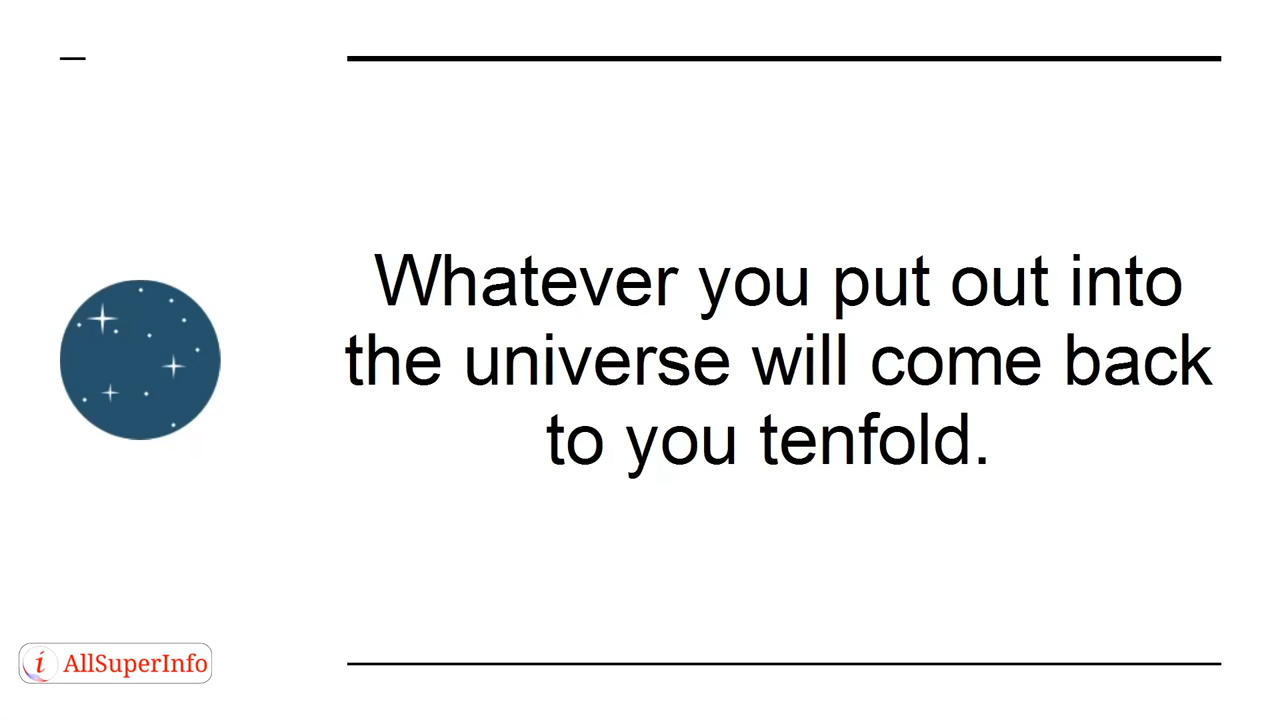 Whatever you put out into
the universe will come back
to you tenfold.
i AllSuperInfo